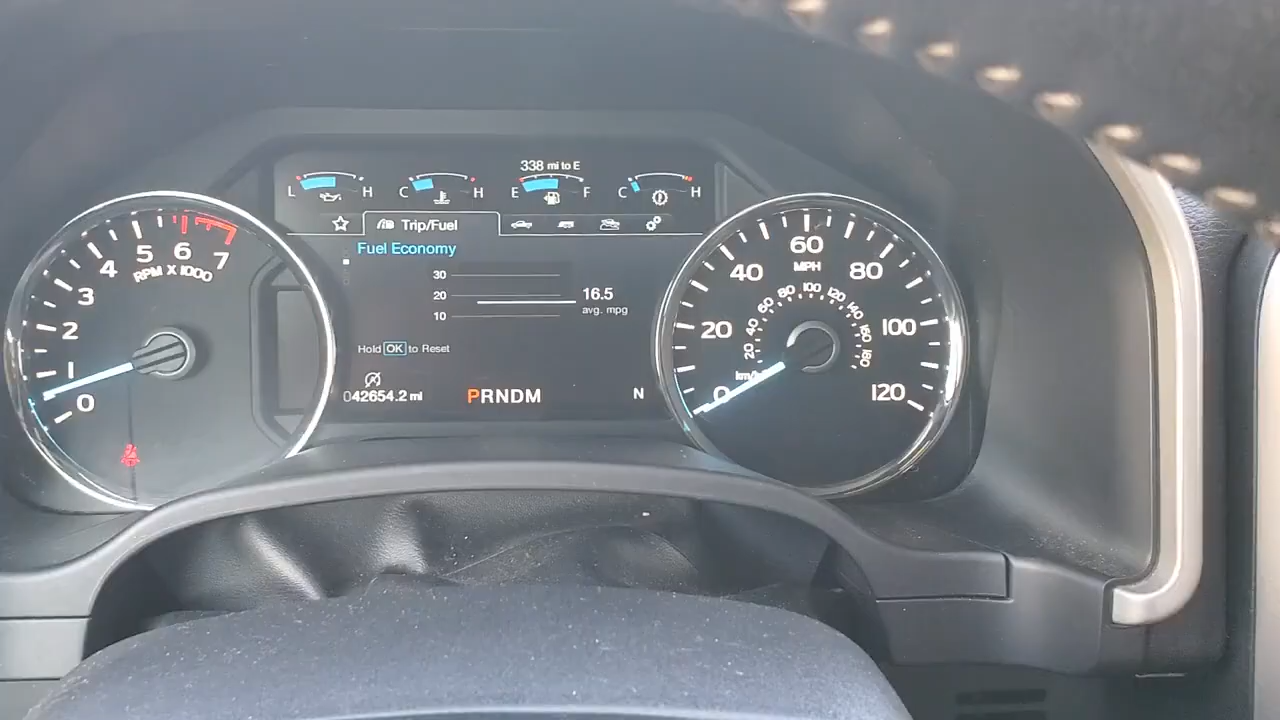 338 mi to E
L H C H E F C H
Trip/Fuel
Fuel Economy
30
20
10
16.5
avg. mpg
Hold OK to Reset
042654.2 mi
PRNDM
N
0 1 2 3 4 5 6 7
RPM X 1000
0 20 40 60 80 100 120
MPH
20 40 60 80 100 120 140 160 180
km/h